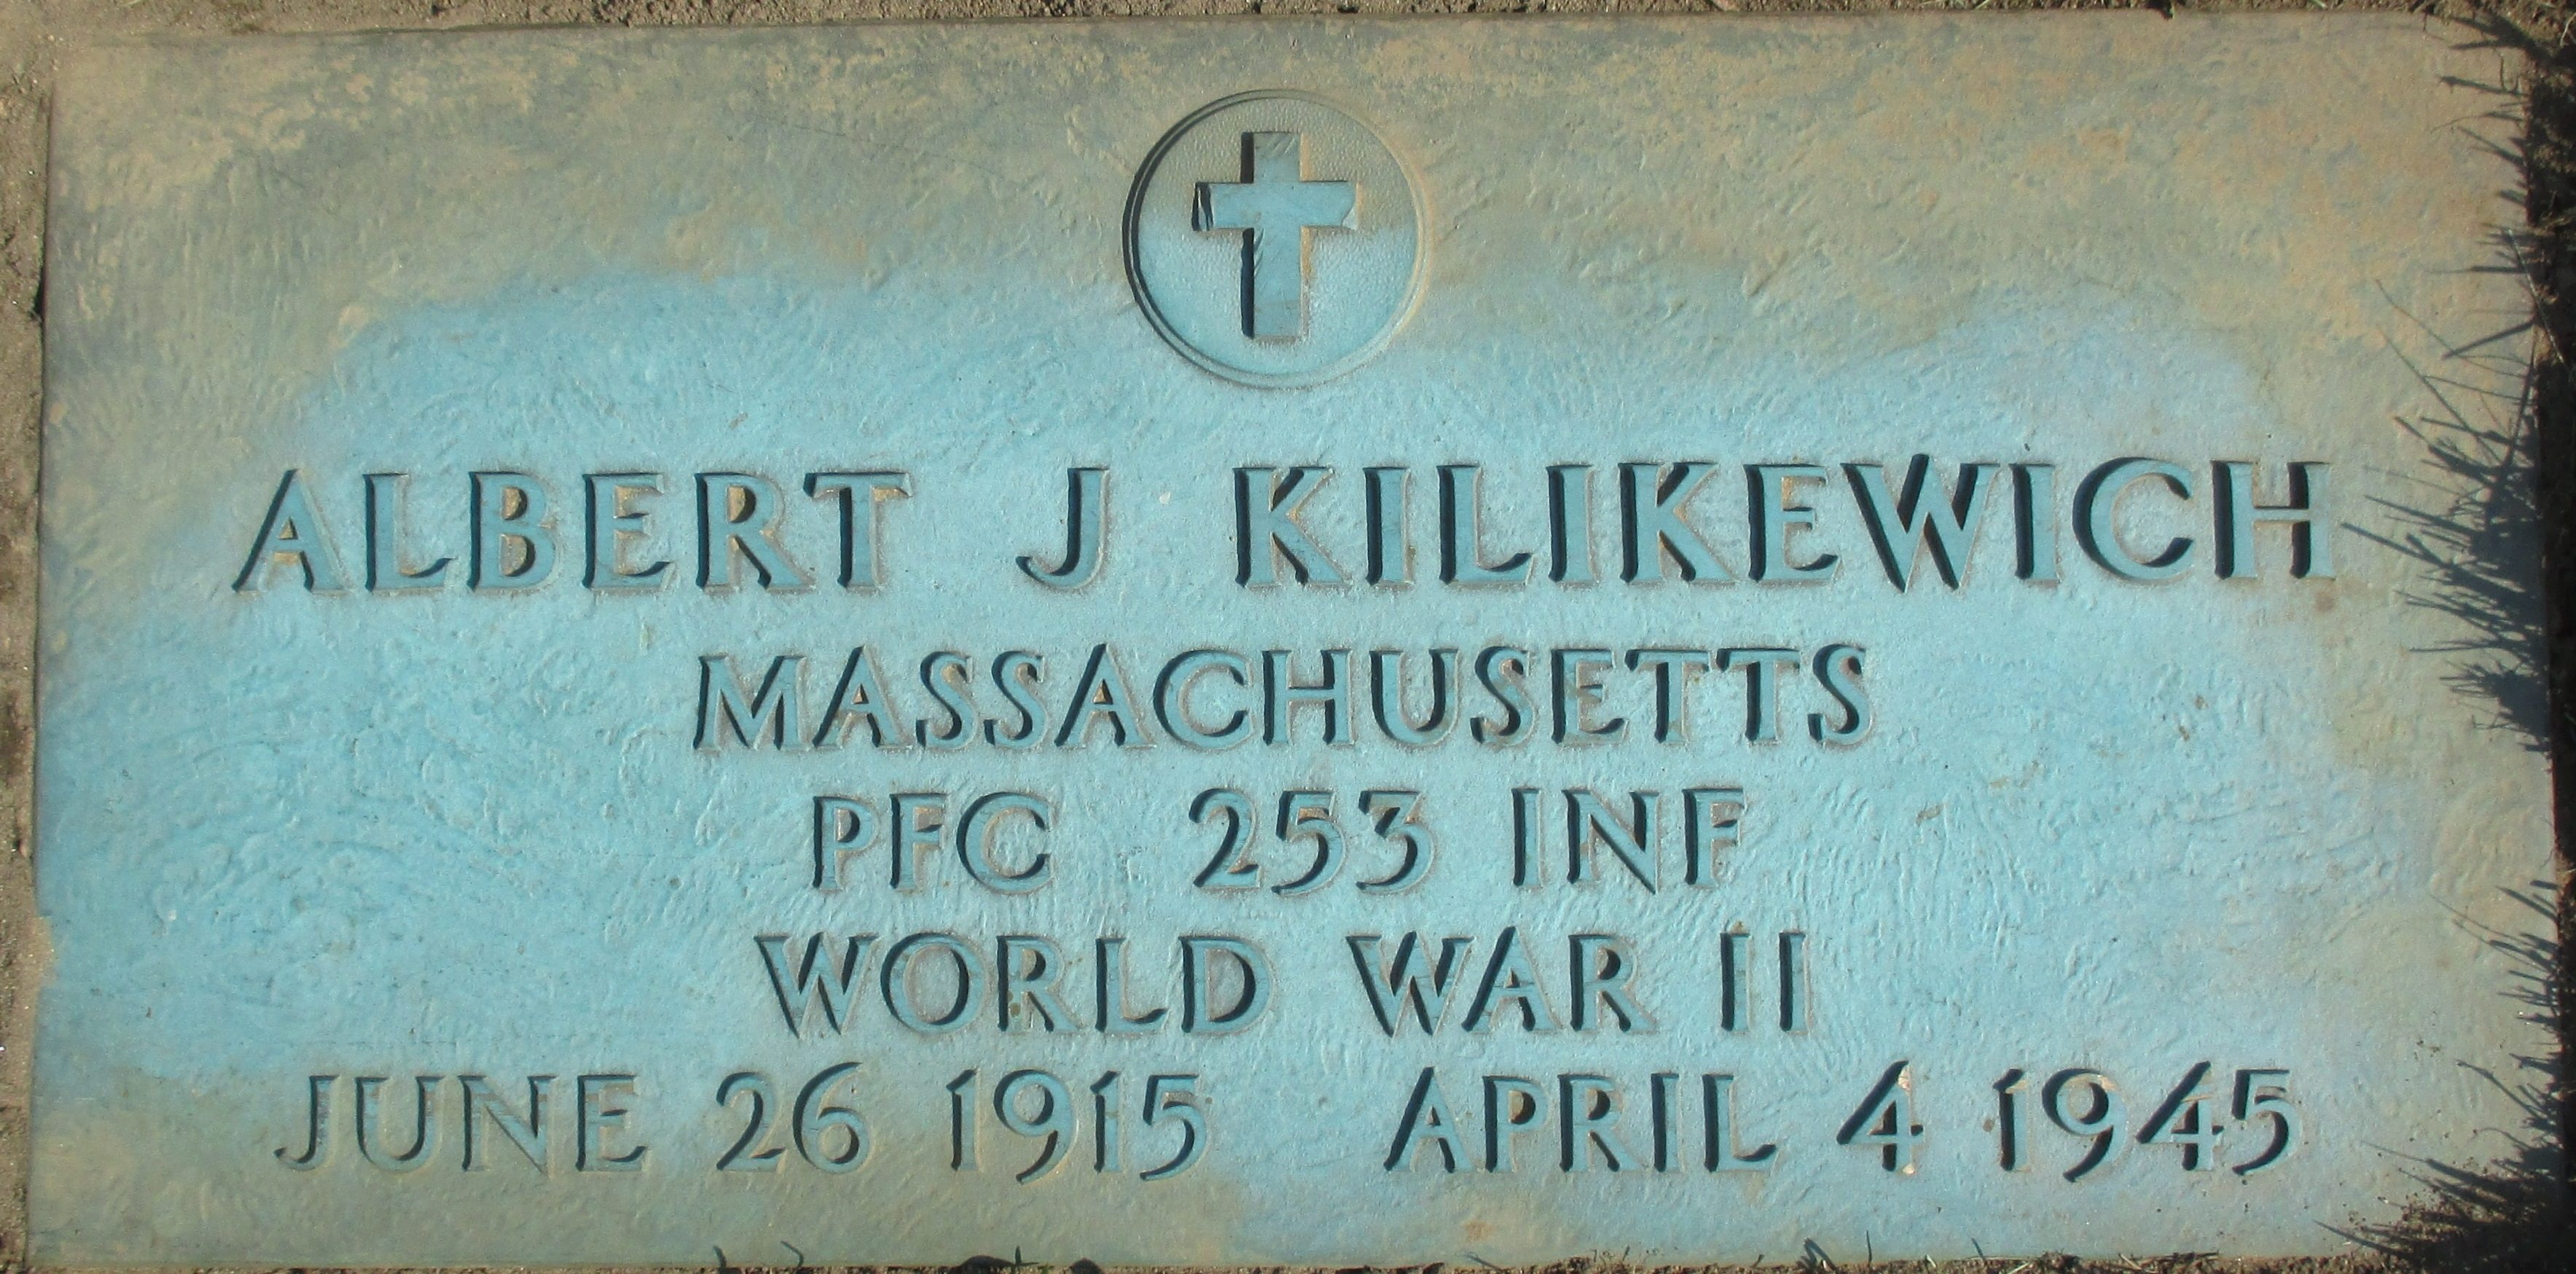 ALBERT J KILIKEWICH
MASSACHUSETTS
PFC 253 INF
WORLD WAR II
JUNE 26 1915 APRIL 4 1945